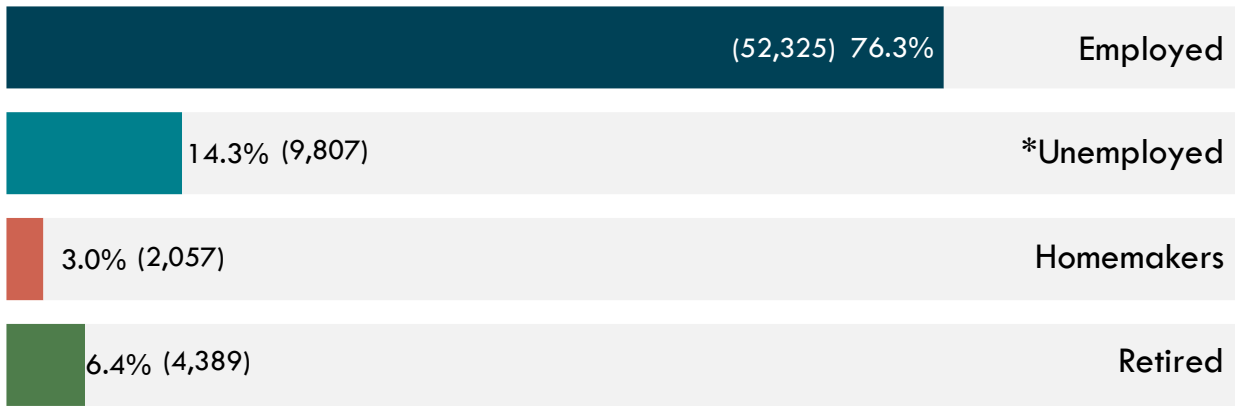 (52,325) 76.3% Employed
14.3% (9,807) *Unemployed
3.0% (2,057) Homemakers
6.4% (4,389) Retired